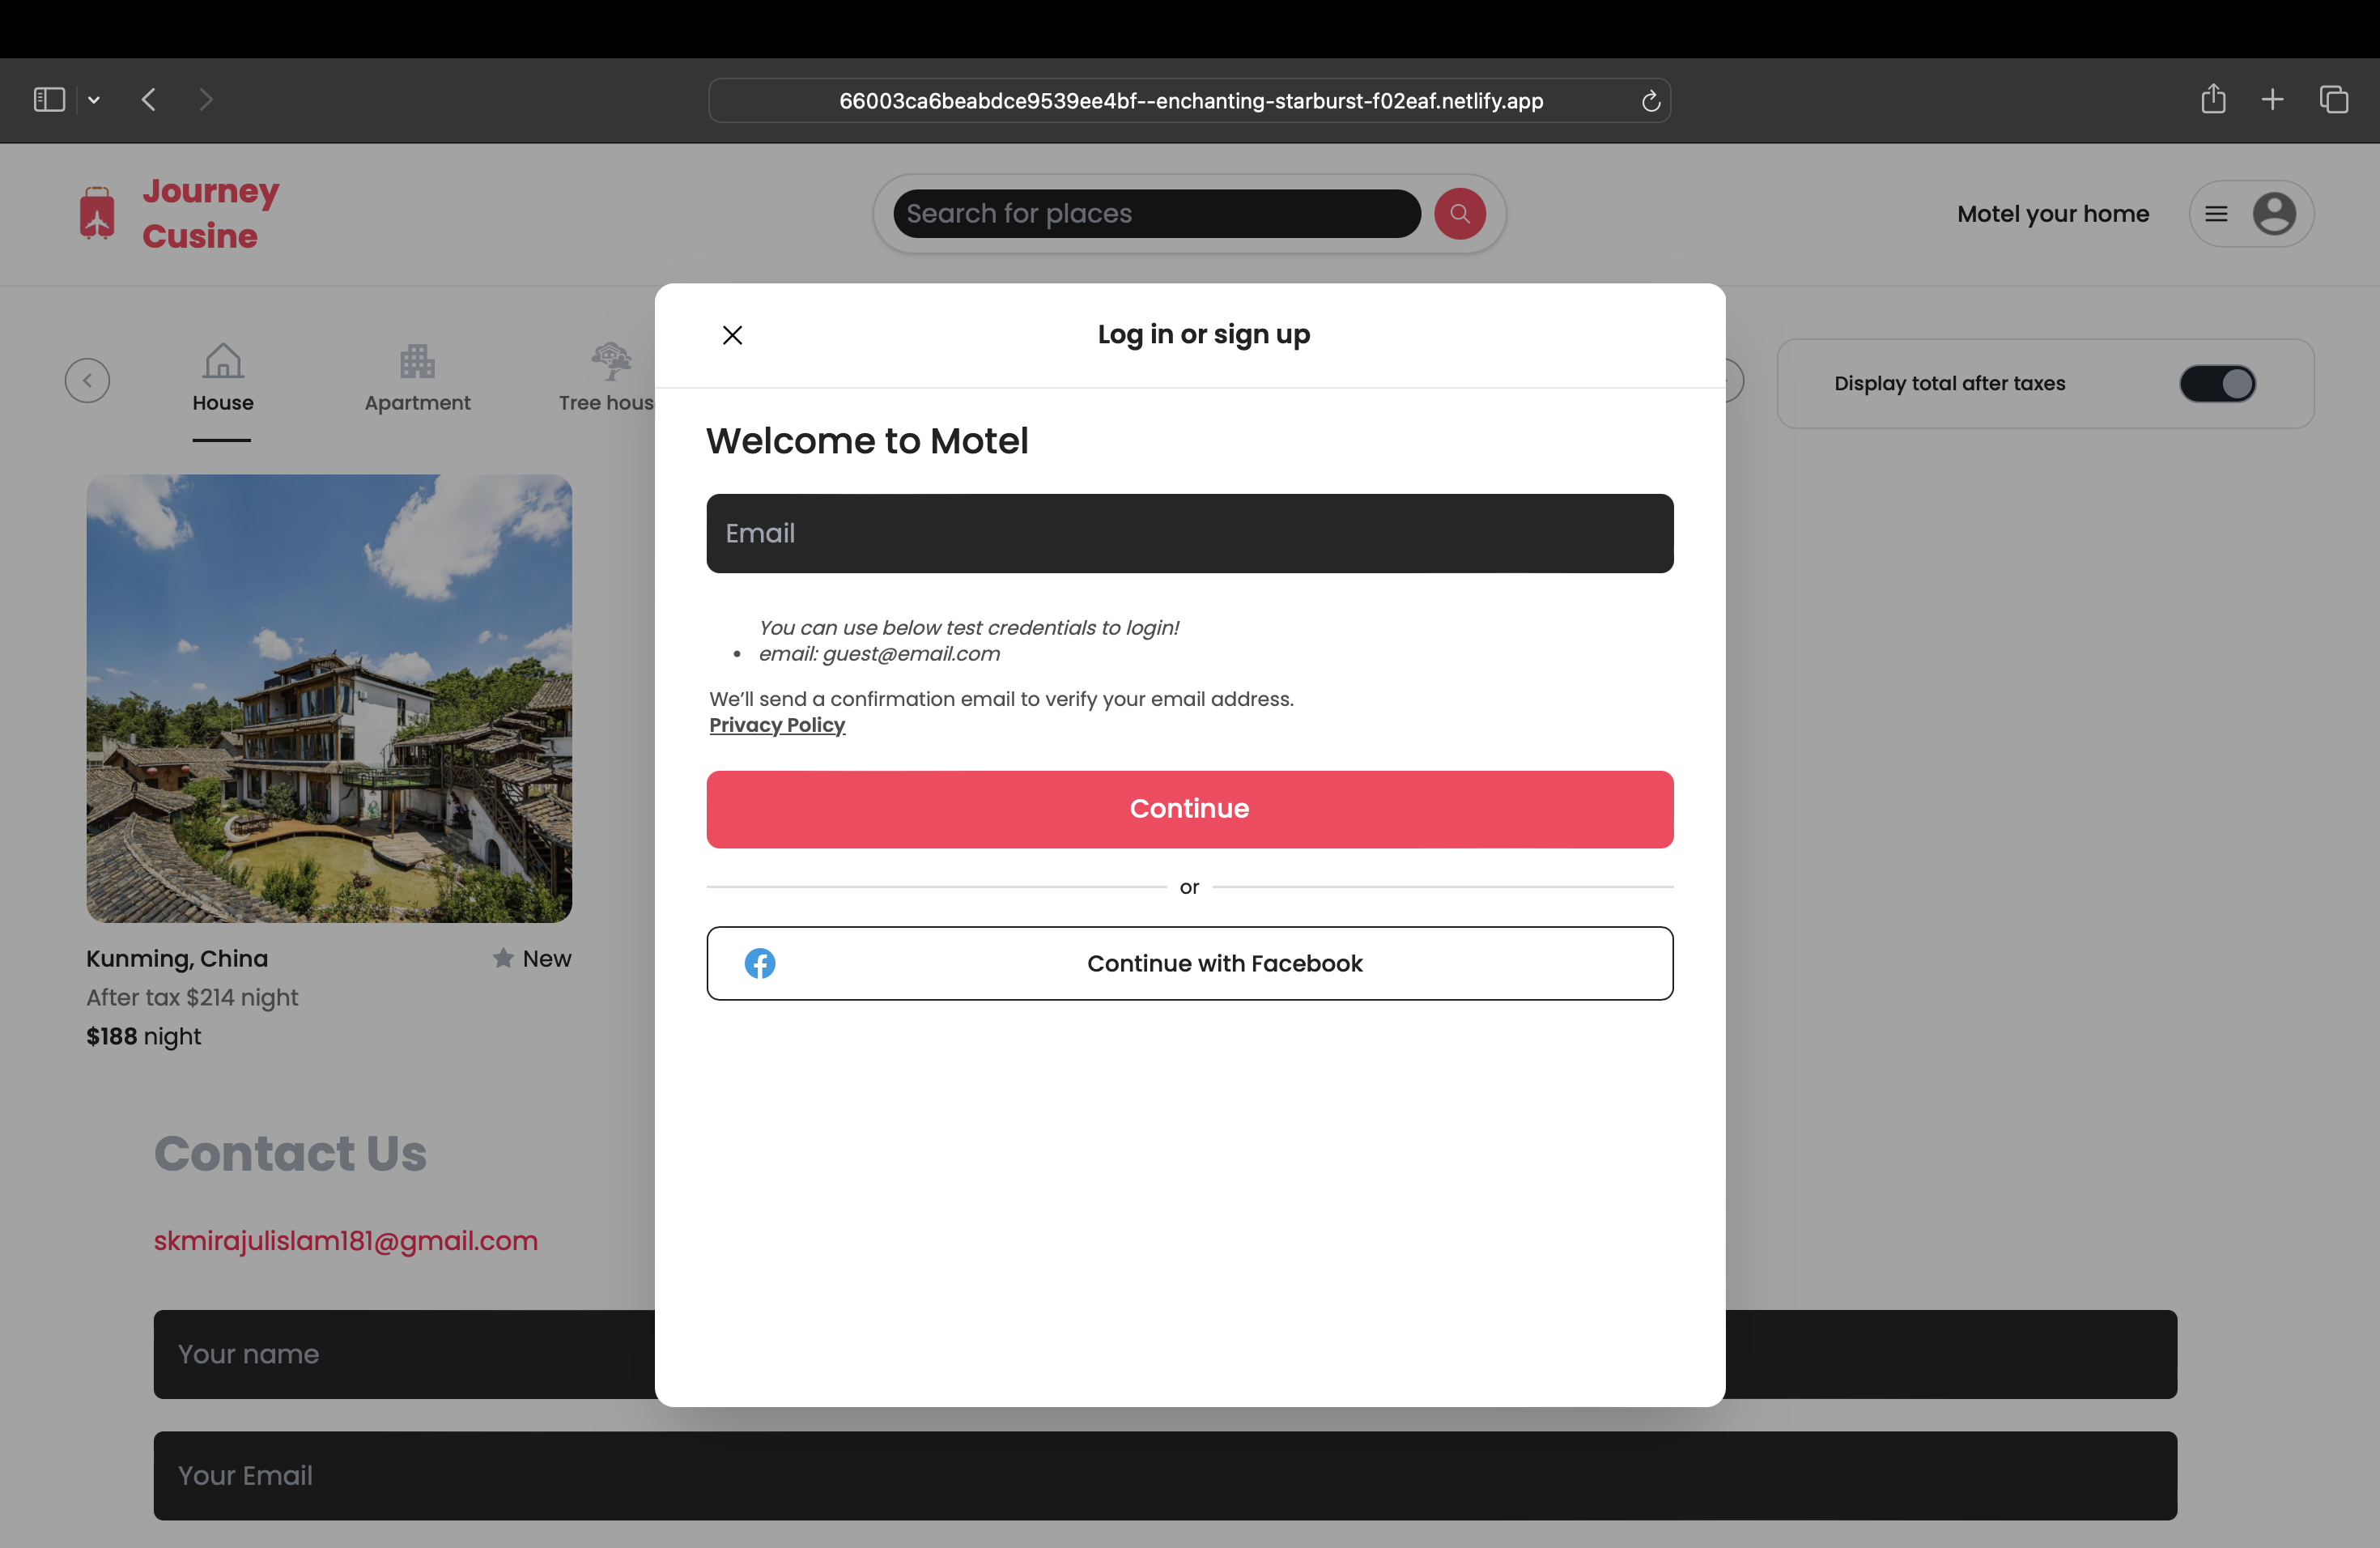 66003ca6beabdce9539ee4bf--enchanting-starburst-f02eaf.netlify.app
Journey
Cusine
Search for places
Motel your home
House
Apartment
Tree hous
Display total after taxes
Log in or sign up
Welcome to Motel
Email
You can use below test credentials to login!
• email: guest@email.com
We'll send a confirmation email to verify your email address.
Privacy Policy
Continue
or
Continue with Facebook
Kunming, China
New
After tax $214 night
$188 night
Contact Us
skmirajulislam181@gmail.com
Your name
Your Email